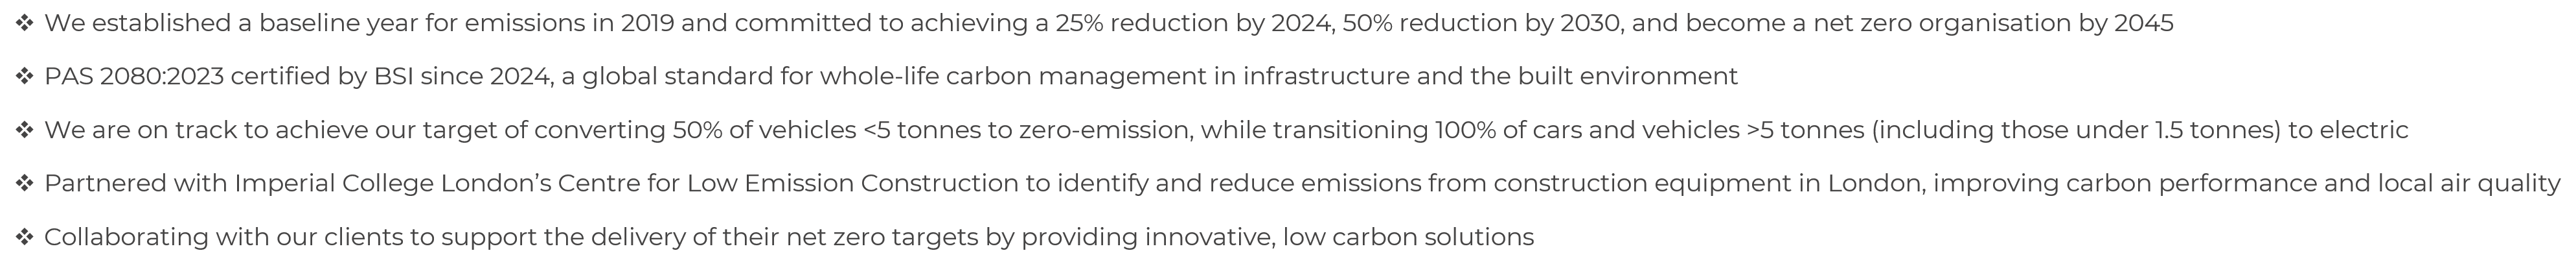 ❖ We established a baseline year for emissions in 2019 and committed to achieving a 25% reduction by 2024, 50% reduction by 2030, and become a net zero organisation by 2045
❖ PAS 2080:2023 certified by BSI since 2024, a global standard for whole-life carbon management in infrastructure and the built environment
❖ We are on track to achieve our target of converting 50% of vehicles <5 tonnes to zero-emission, while transitioning 100% of cars and vehicles >5 tonnes (including those under 1.5 tonnes) to electric
❖ Partnered with Imperial College London’s Centre for Low Emission Construction to identify and reduce emissions from construction equipment in London, improving carbon performance and local air quality
❖ Collaborating with our clients to support the delivery of their net zero targets by providing innovative, low carbon solutions